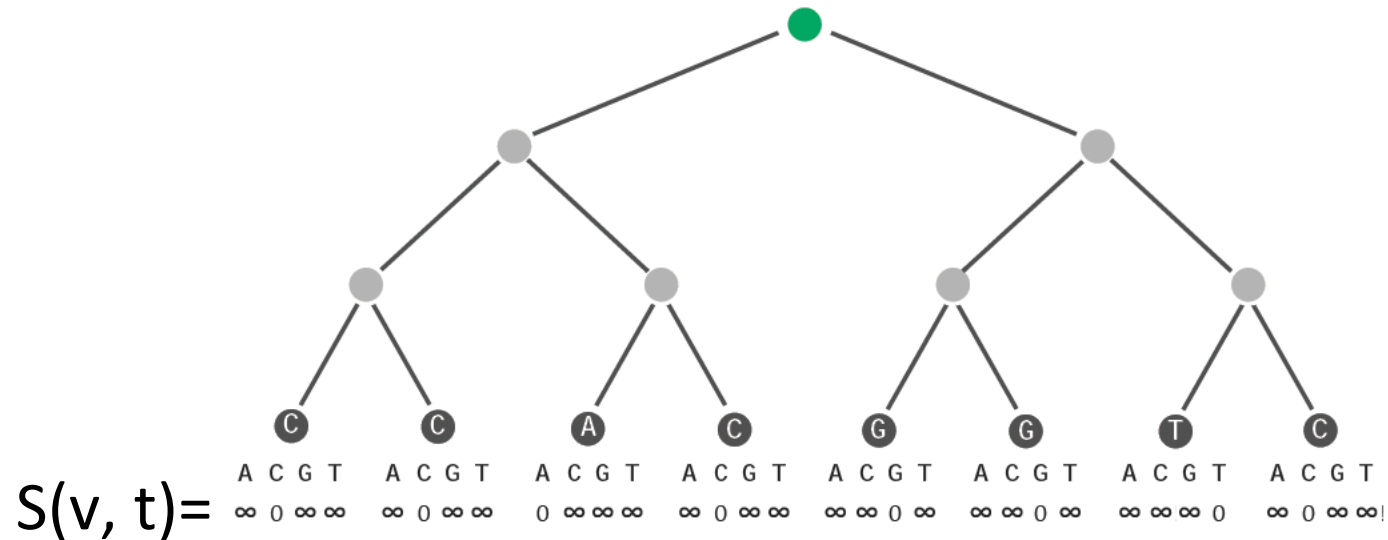 C C A C G G T C
A C G T A C G T A C G T A C G T A C G T A C G T A C G T A C G T
S(v, t)= ∞ 0 ∞ ∞ ∞ 0 ∞ ∞ 0 ∞ ∞ ∞ ∞ 0 ∞ ∞ ∞ ∞ 0 ∞ ∞ ∞ 0 ∞ ∞ ∞ ∞ 0 ∞ 0 ∞ ∞